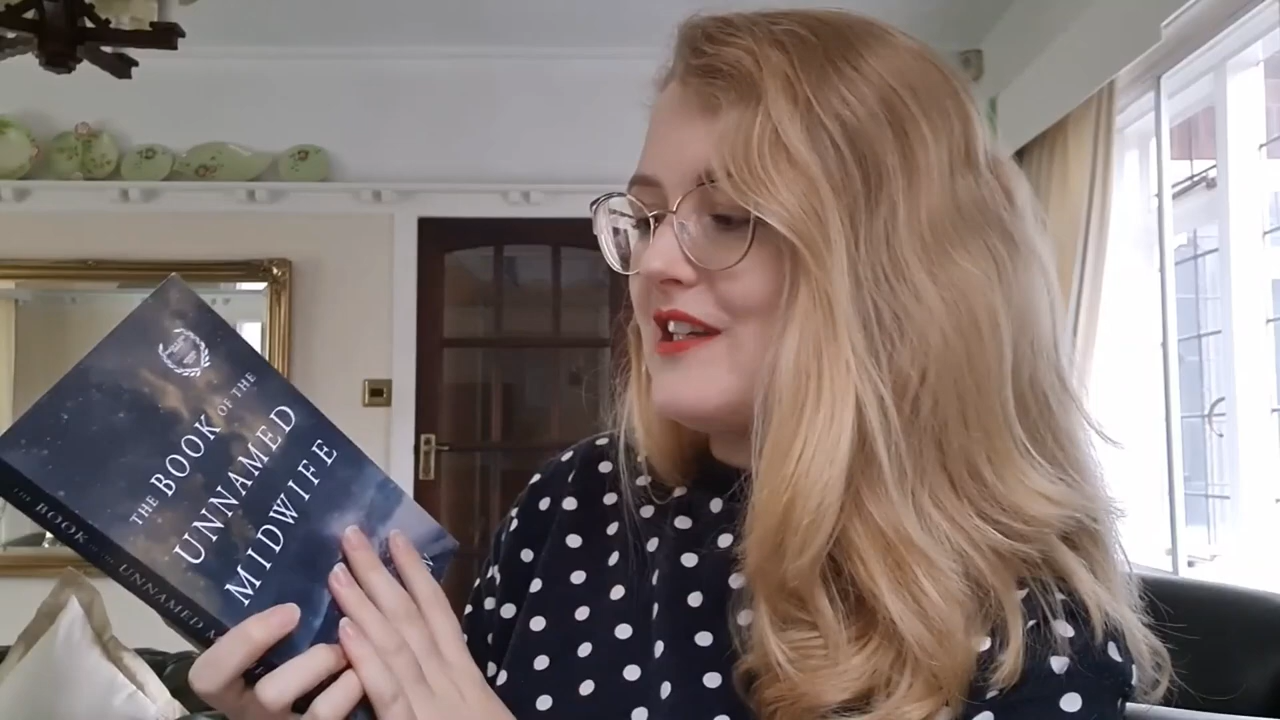 THE BOOK OF THE
UNNAMED
MIDWIFE
THE BOOK OF THE UNNAMED M
W